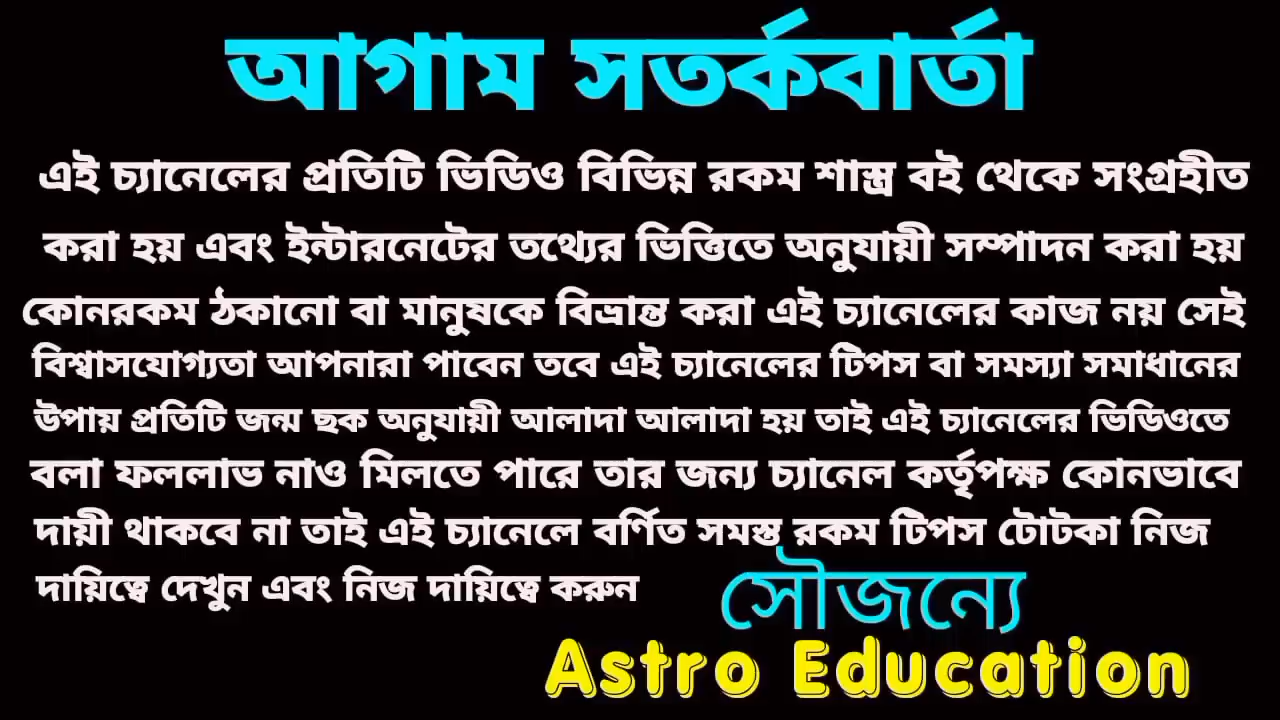 আগাম সতর্কবার্তা
এই চ্যানেলের প্রতিটি ভিডিও বিভিন্ন রকম শাস্ত্র বই থেকে সংগ্রহীত
করা হয় এবং ইন্টারনেটের তথ্যের ভিত্তিতে অনুযায়ী সম্পাদন করা হয়
কোনরকম ঠকানো বা মানুষকে বিভ্রান্ত করা এই চ্যানেলের কাজ নয় সেই
বিশ্বাসযোগ্যতা আপনারা পাবেন তবে এই চ্যানেলের টিপস বা সমস্যা সমাধানের
উপায় প্রতিটি জন্ম ছক অনুযায়ী আলাদা আলাদা হয় তাই এই চ্যানেলের ভিডিওতে
বলা ফললাভ নাও মিলতে পারে তার জন্য চ্যানেল কর্তৃপক্ষ কোনভাবে
দায়ী থাকবে না তাই এই চ্যানেলে বর্ণিত সমস্ত রকম টিপস টোটকা নিজ
দায়িত্বে দেখুন এবং নিজ দায়িত্বে করুন
সৌজন্যে
Astro Education